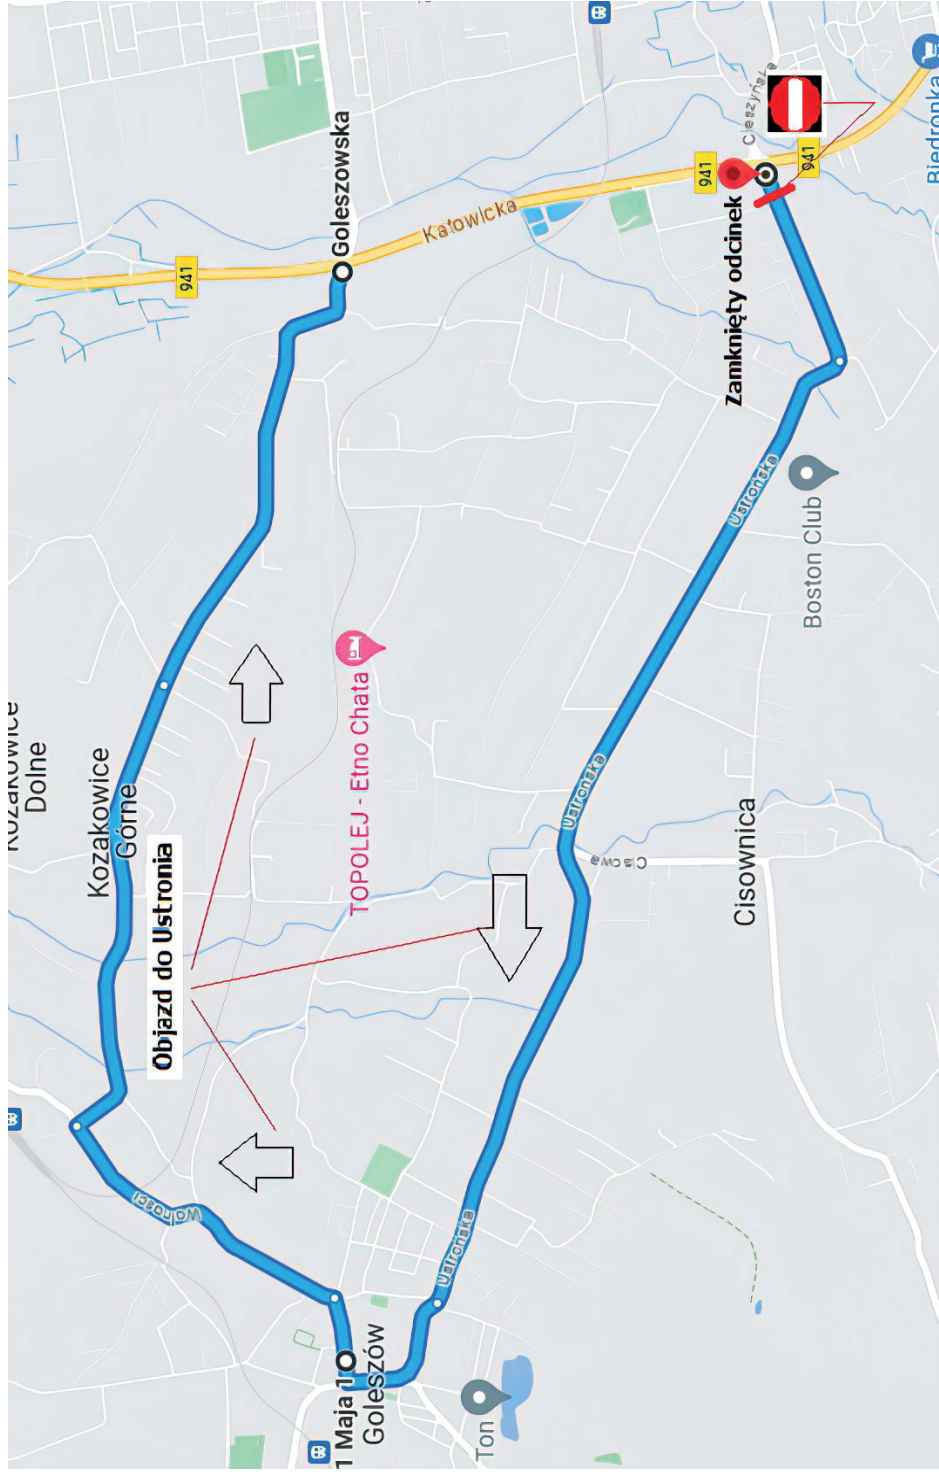 Kozakowice
Dolne
Kozakowice
Górne
Objazd do Ustronia
941
Goleszowska
Katowicka
941
941
Cieszyńska
Biedronka
Zamknięty odcinek
TOPOLEJ - Etno Chata
Boston Club
Ustrońska
Ustrońska
Ustrońska
Cisownica
Wolności
1 Maja 1
Goleszów
Ton